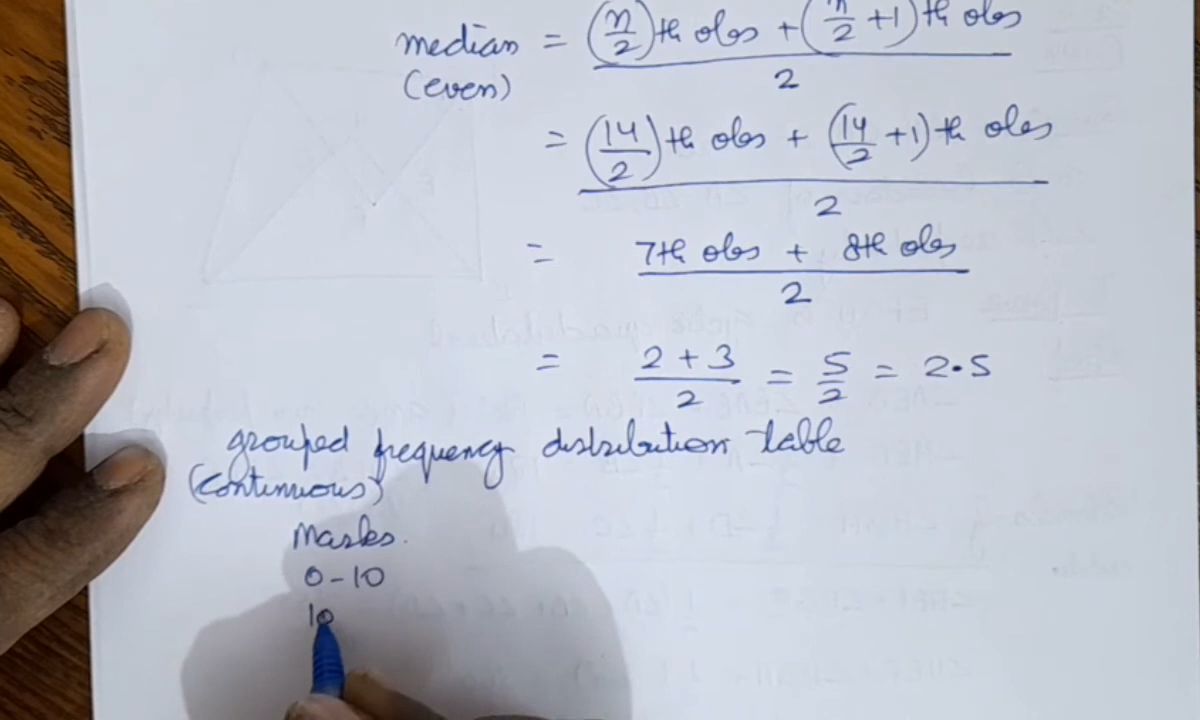 median = (n/2)th obs + (n/2 +1)th obs / 2
(even)
= (14/2)th obs + (14/2 +1)th obs / 2
= 7th obs + 8th obs / 2
= 2 + 3 / 2 = 5/2 = 2.5
grouped frequency distribution table
(continuous)
Marks.
0-10
10